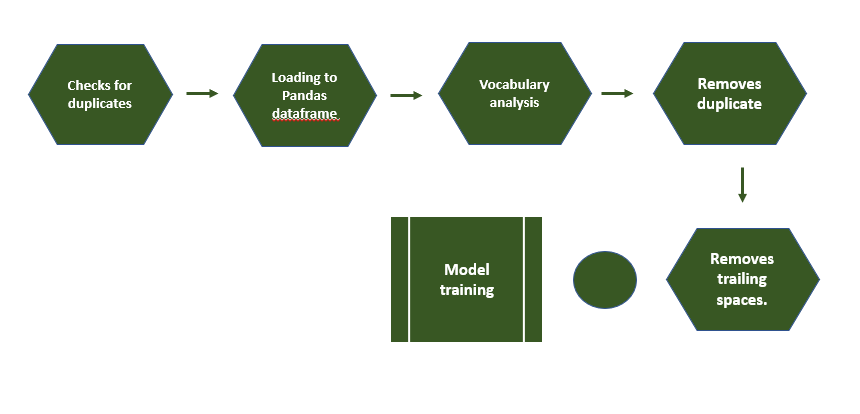 Checks for
duplicates
Loading to
Pandas
dataframe
Vocabulary
analysis
Removes
duplicate
Removes
trailing
spaces.
Model
training